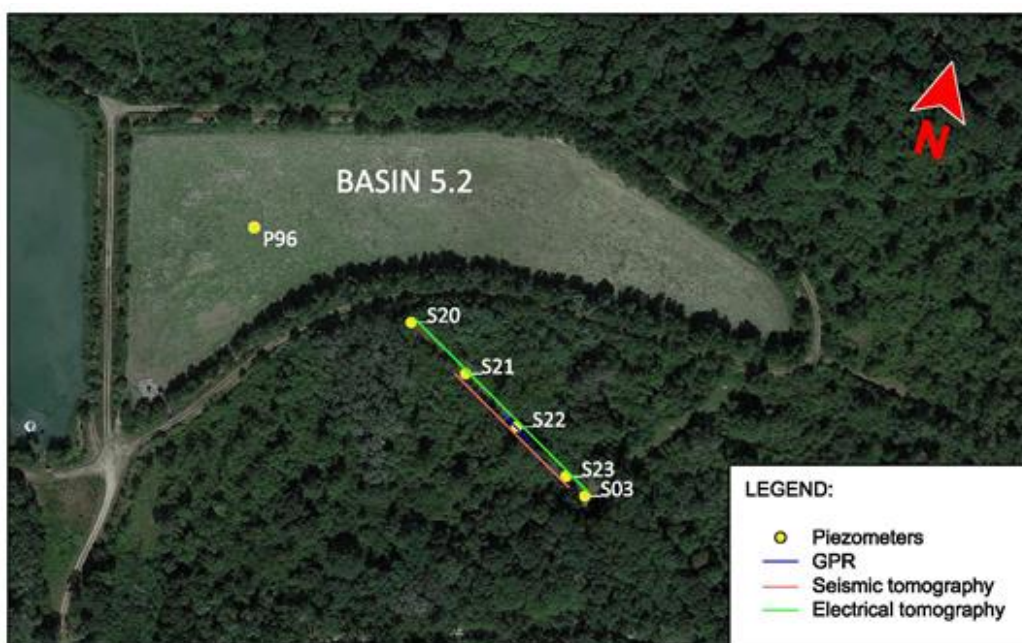 N
BASIN 5.2
P96
S20
S21
S22
S23
S03
LEGEND:
Piezometers
GPR
Seismic tomography
Electrical tomography